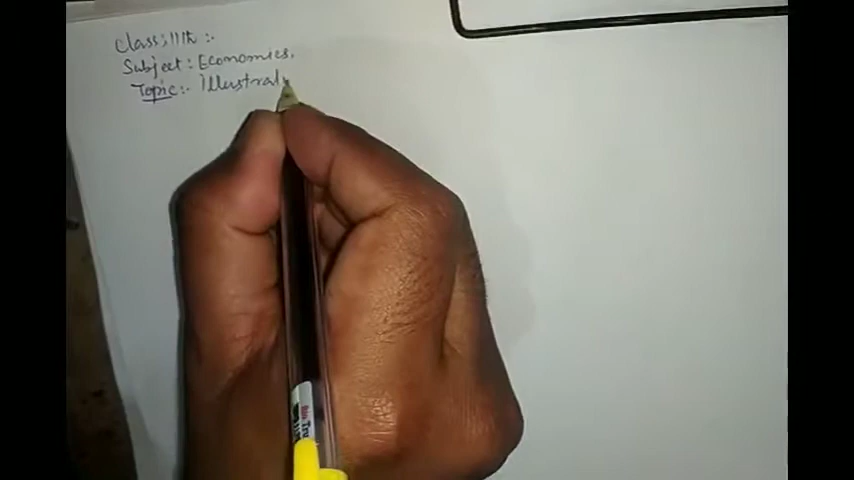 Class: 11th :-
Subject : Economics.
Topic :- Illustrat